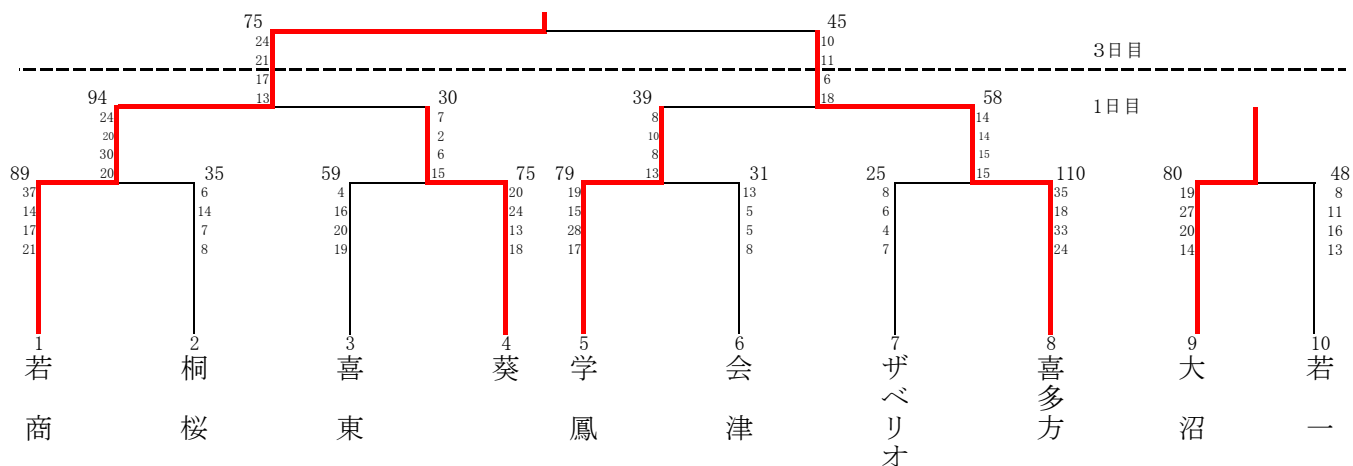 75 45
24 10
21 11
17 6
13 18
3日目
1日目
94 30 39 58
24 7 8 14
20 2 10 14
30 6 8 15
20 15 13 15
89 35 59 75 79 31 25 110 80 48
37 6 4 20 19 13 8 35 19 8
14 14 16 24 15 5 6 18 27 11
17 7 20 13 28 5 4 33 20 16
21 8 19 18 17 8 7 24 14 13
1 2 3 4 5 6 7 8 9 10
若商
桐桜
喜東
葵
学鳳
会津
ザベリオ
喜多方
大沼
若一